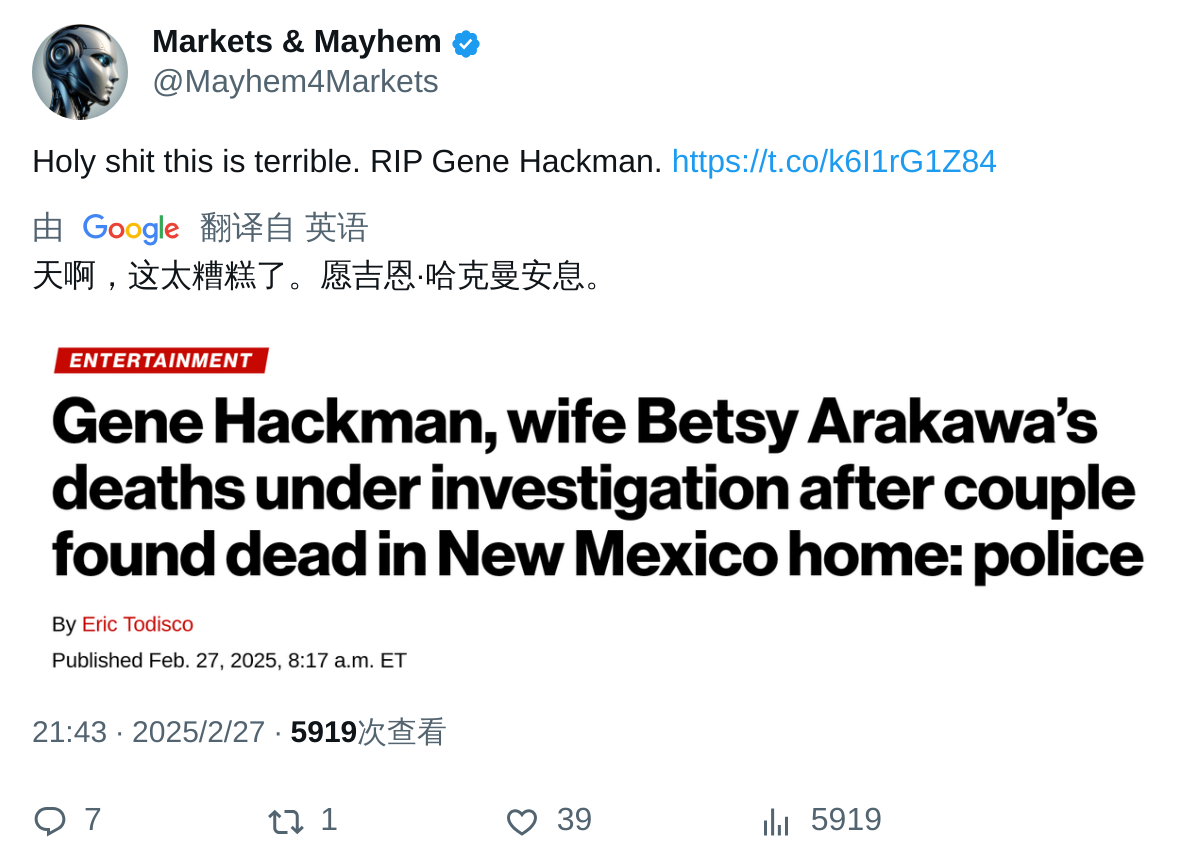 Markets & Mayhem
@Mayhem4Markets
Holy shit this is terrible. RIP Gene Hackman. https://t.co/k6I1rG1Z84
由 Google 翻译自 英语
天啊，这太糟糕了。愿吉恩·哈克曼安息。
ENTERTAINMENT
Gene Hackman, wife Betsy Arakawa’s
deaths under investigation after couple
found dead in New Mexico home: police
By Eric Todisco
Published Feb. 27, 2025, 8:17 a.m. ET
21:43 · 2025/2/27 · 5919次查看
7 1 39 5919